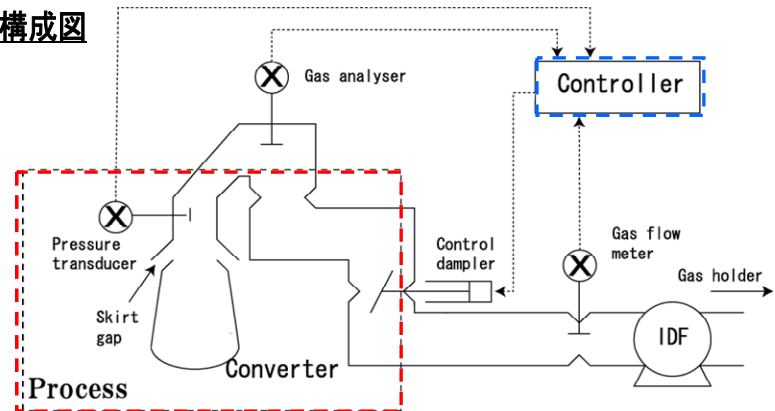 構成図
Gas analyser
Controller
Pressure
transducer
Control
dampler
Gas flow
meter
Gas holder
Skirt
gap
IDF
Converter
Process